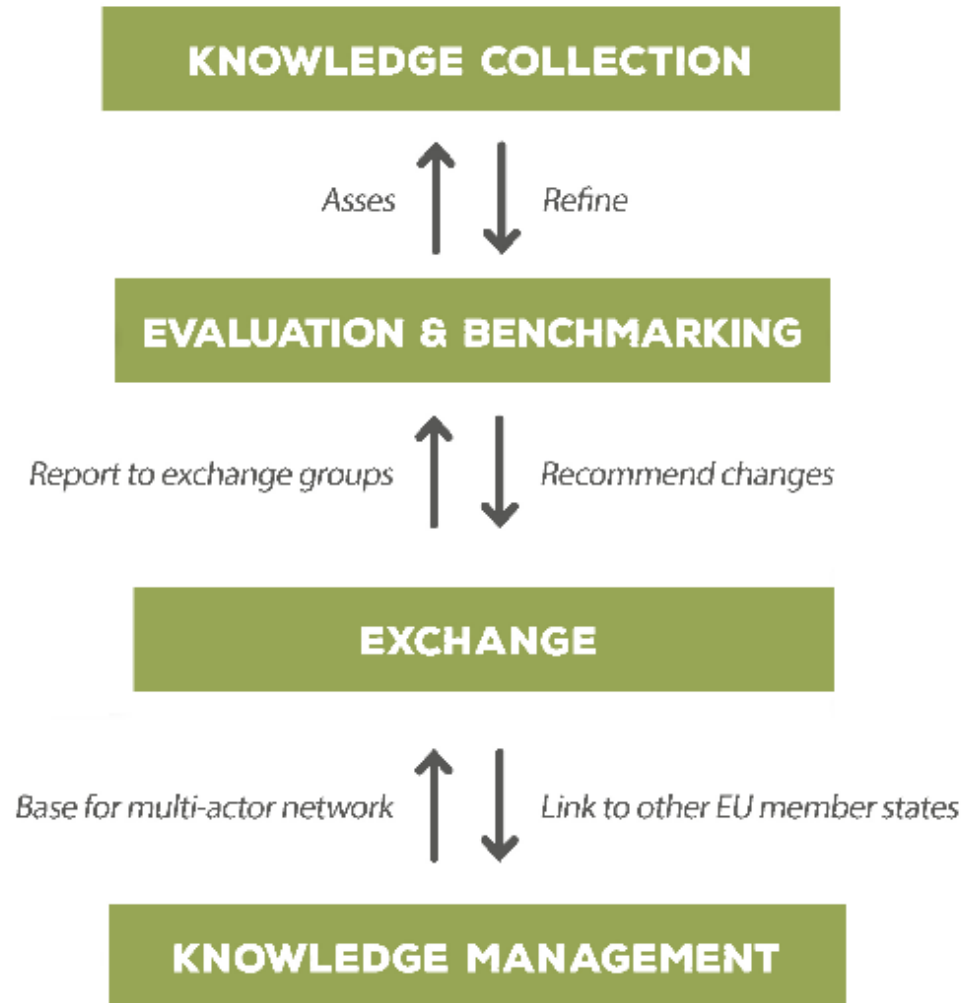 KNOWLEDGE COLLECTION
Asses
Refine
EVALUATION & BENCHMARKING
Report to exchange groups
Recommend changes
EXCHANGE
Base for multi-actor network
Link to other EU member states
KNOWLEDGE MANAGEMENT